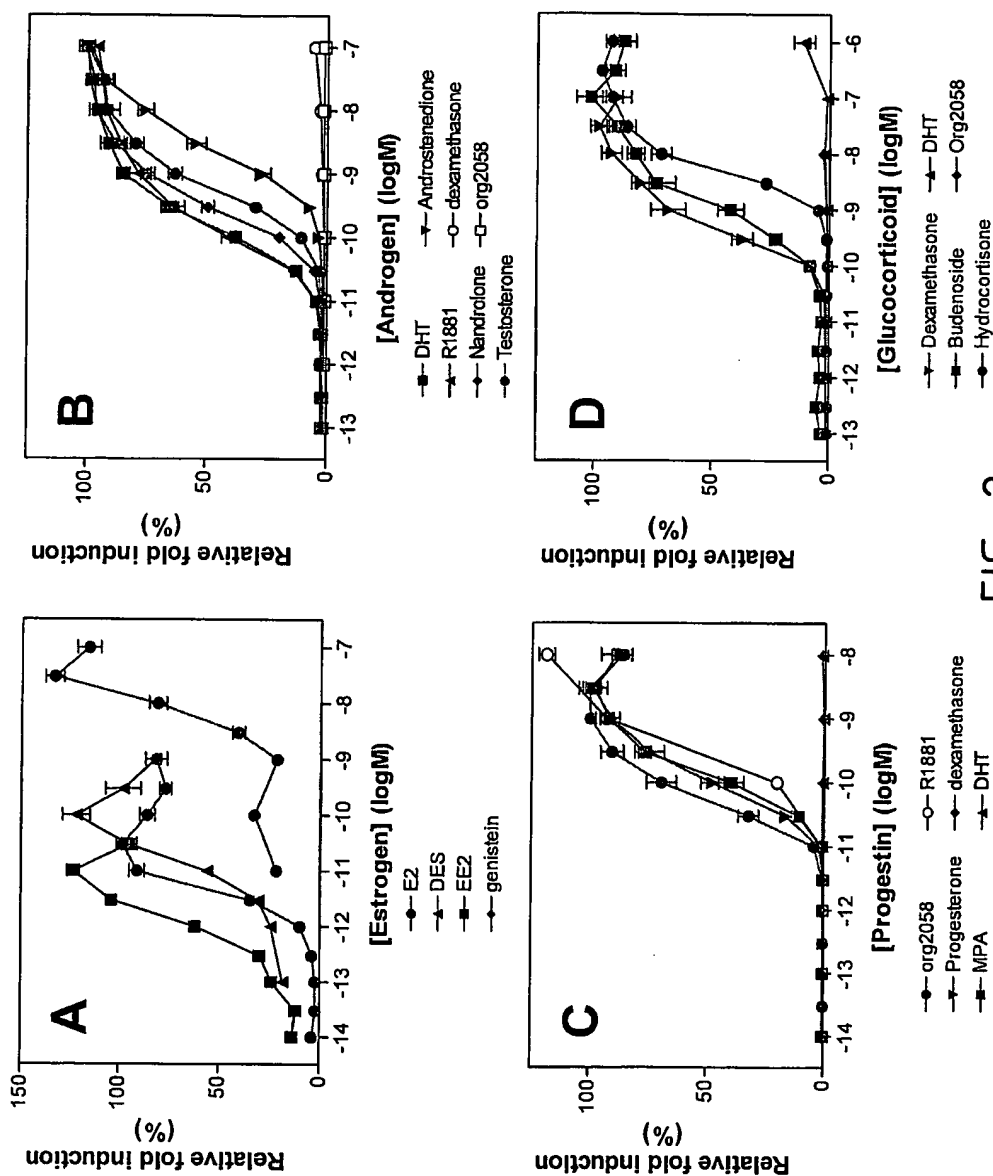 A
Relative fold induction
(%)
150
100
50
0
-14 -13 -12 -11 -10 -9 -8 -7
[Estrogen] (logM)
E2
DES
EE2
genistein
B
Relative fold induction
(%)
100
50
0
-13 -12 -11 -10 -9 -8 -7
[Androgen] (logM)
DHT
R1881
Nandrolone
Testosterone
Androstenedione
dexamethasone
org2058
C
Relative fold induction
(%)
100
50
0
-14 -13 -12 -11 -10 -9 -8
[Progestin] (logM)
org2058
Progesterone
MPA
R1881
dexamethasone
DHT
D
Relative fold induction
(%)
100
50
0
-13 -12 -11 -10 -9 -8 -7 -6
[Glucocorticoid] (logM)
Dexamethasone
Budenoside
Hydrocortisone
DHT
Org2058